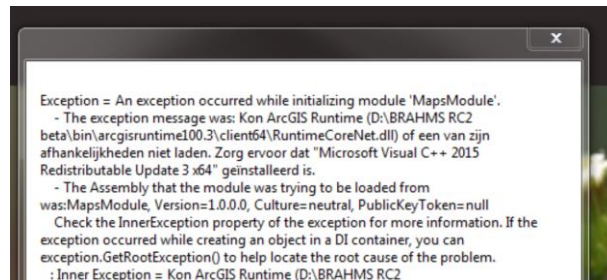 Exception = An exception occurred while initializing module 'MapsModule'.
- The exception message was: Kon ArcGIS Runtime (D:\BRAHMS RC2
beta\bin\arcgisruntime100.3\client64\RuntimeCoreNet.dll) of een van zijn
afhankelijkheden niet laden. Zorg ervoor dat "Microsoft Visual C++ 2015
Redistributable Update 3 x64" geïnstalleerd is.
- The Assembly that the module was trying to be loaded from
was:MapsModule, Version=1.0.0.0, Culture=neutral, PublicKeyToken=null
Check the InnerException property of the exception for more information. If the
exception occurred while creating an object in a DI container, you can
exception.GetRootException() to help locate the root cause of the problem.
: Inner Exception = Kon ArcGIS Runtime (D:\BRAHMS RC2